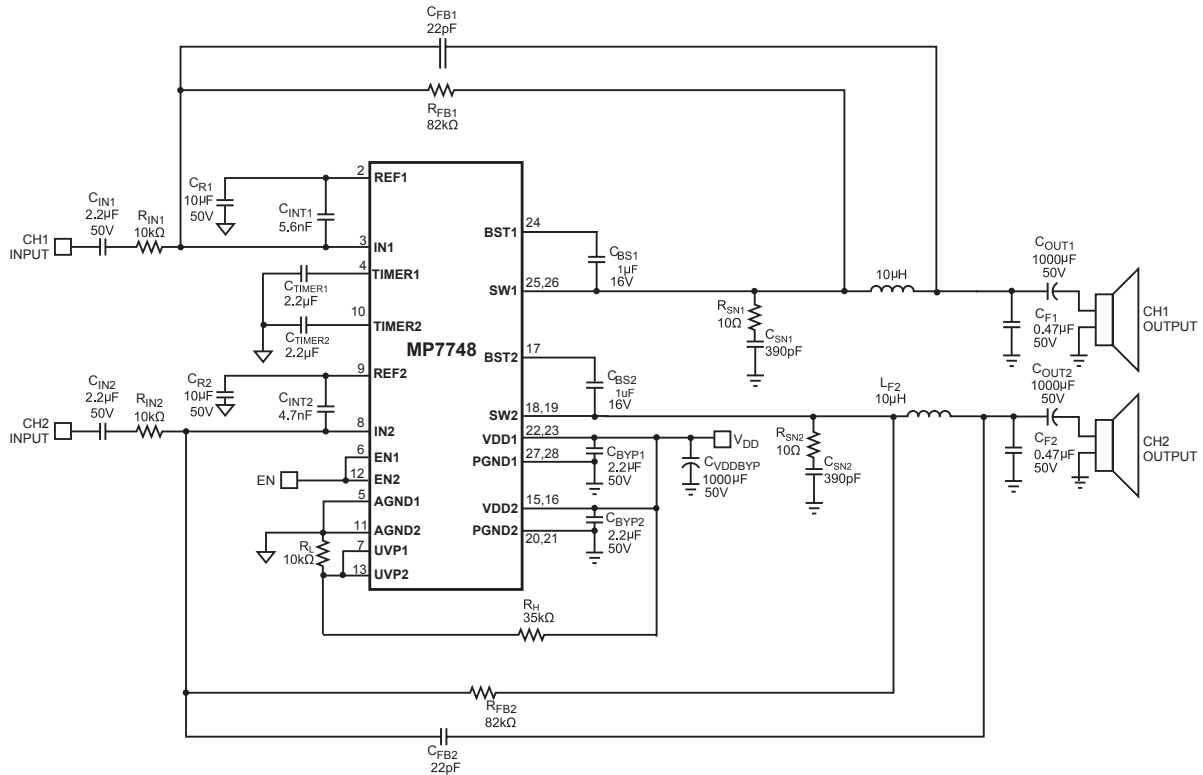 CFB1
22pF
RFB1
82kΩ
CR1
10µF
50V
CINT1
5.6nF
CIN1
2.2µF
50V
RIN1
10kΩ
CH1
INPUT
2
REF1
3
IN1
4
TIMER1
CTIMER1
2.2µF
10
TIMER2
CTIMER2
2.2µF
MP7748
9
REF2
CR2
10µF
50V
CINT2
4.7nF
CIN2
2.2µF
50V
RIN2
10kΩ
CH2
INPUT
8
IN2
6
EN1
EN
12
EN2
5
AGND1
11
AGND2
RL
10kΩ
7
UVP1
13
UVP2
24
BST1
CBS1
1µF
16V
25,26
SW1
RSN1
10Ω
CSN1
390pF
10µH
COUT1
1000µF
50V
CF1
0.47µF
50V
CH1
OUTPUT
17
BST2
CBS2
1uF
16V
18,19
SW2
22,23
VDD1
VDD
CBYP1
2.2µF
50V
27,28
PGND1
CVDDBYP
1000µF
50V
15,16
VDD2
CBYP2
2.2µF
50V
PGND2
20,21
RSN2
10Ω
CSN2
390pF
LF2
10µH
COUT2
1000µF
50V
CF2
0.47µF
50V
CH2
OUTPUT
RH
35kΩ
RFB2
82kΩ
CFB2
22pF